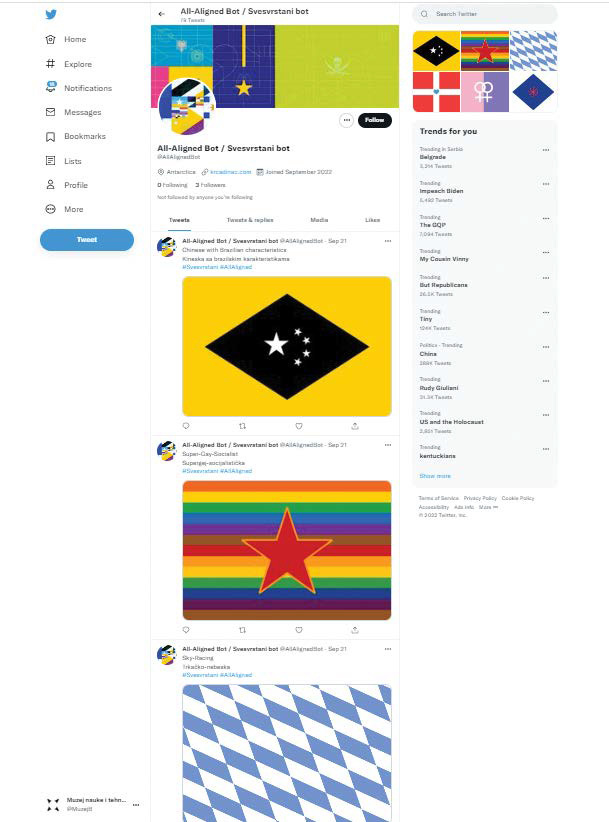 Home
Explore
Notifications
Messages
Bookmarks
Lists
Profile
More
Tweet
Muzej nauke i tehn...
All-Aligned Bot / Svesvrstani bot
78 Tweets
Follow
All-Aligned Bot / Svesvrstani bot
@AllAlignedBot
Antarctica krcadinac.com Joined September 2022
0 Following 3 Followers
Not followed by anyone you're following
Tweets Tweets & replies Media Likes
All-Aligned Bot / Svesvrstani bot @AllAlignedBot · Sep 21
Chinese with Brazilian characteristics
Kineska sa brazilskim karakteristikama
#Svesvrstani #AllAligned
All-Aligned Bot / Svesvrstani bot @AllAlignedBot · Sep 21
Super-Gay-Socialist
Supergej-socijalistička
#Svesvrstani #AllAligned
All-Aligned Bot / Svesvrstani bot @AllAlignedBot · Sep 21
Sky-Racing
Trkačko-nebeska
#Svesvrstani #AllAligned
Search Twitter
Trends for you
Trending in Serbia
Belgrade
3,314 Tweets
Trending
Impeach Biden
5,482 Tweets
Trending
The GQP
7,094 Tweets
Trending
My Cousin Vinny
Trending
But Republicans
26.5K Tweets
Trending
Tiny
124K Tweets
Politics · Trending
China
288K Tweets
Trending
Rudy Giuliani
31.3K Tweets
Trending
US and the Holocaust
2,851 Tweets
Trending
kentuckians
Show more
Terms of Service Privacy Policy Cookie Policy
Accessibility Ads info More
© 2022 Twitter, Inc.